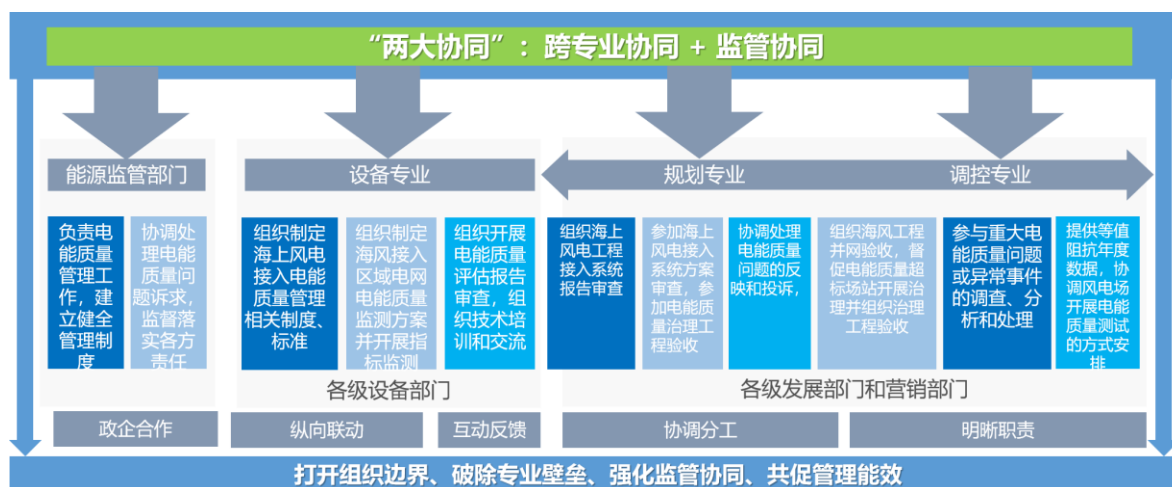 “两大协同”：跨专业协同 + 监管协同
能源监管部门
设备专业
规划专业
调控专业
负责电
能质量
管理工
作，建
立健全
管理制
度
协调处
理电能
质量问
题诉求，
监督落
实各方
责任
组织制定
海上风电
接入电能
质量管理
相关制度、
标准
组织制定
海风接入
区域电网
电能质量
监测方案
并开展指
标监测
组织开展
电能质量
评估报告
审查，组
织技术培
训和交流
组织海上
风电工程
接入系统
报告审查
参加海上
风电接入
系统方案
审查，参
加电能质
量治理工
程验收
协调处理
电能质量
问题的反
映和投诉，
组织海风工程
并网验收，督
促电能质量超
标场站开展治
理并组织治理
工程验收
参与重大电
能质量问题
或异常事件
的调查、分
析和处理
提供等值
阻抗年度
数据，协
调风电场
开展电能
质量测试
的方式安
排
各级设备部门
各级发展部门和营销部门
政企合作
纵向联动
互动反馈
协调分工
明晰职责
打开组织边界、破除专业壁垒、强化监管协同、共促管理能效